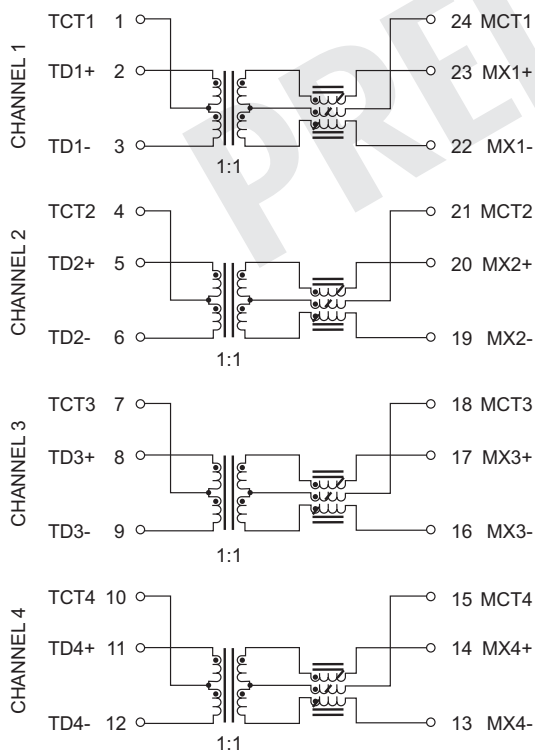 PREL
CHANNEL 1
TCT1 1
24 MCT1
TD1+ 2
23 MX1+
TD1- 3
22 MX1-
1:1
CHANNEL 2
TCT2 4
21 MCT2
TD2+ 5
20 MX2+
TD2- 6
19 MX2-
1:1
CHANNEL 3
TCT3 7
18 MCT3
TD3+ 8
17 MX3+
TD3- 9
16 MX3-
1:1
CHANNEL 4
TCT4 10
15 MCT4
TD4+ 11
14 MX4+
TD4- 12
13 MX4-
1:1